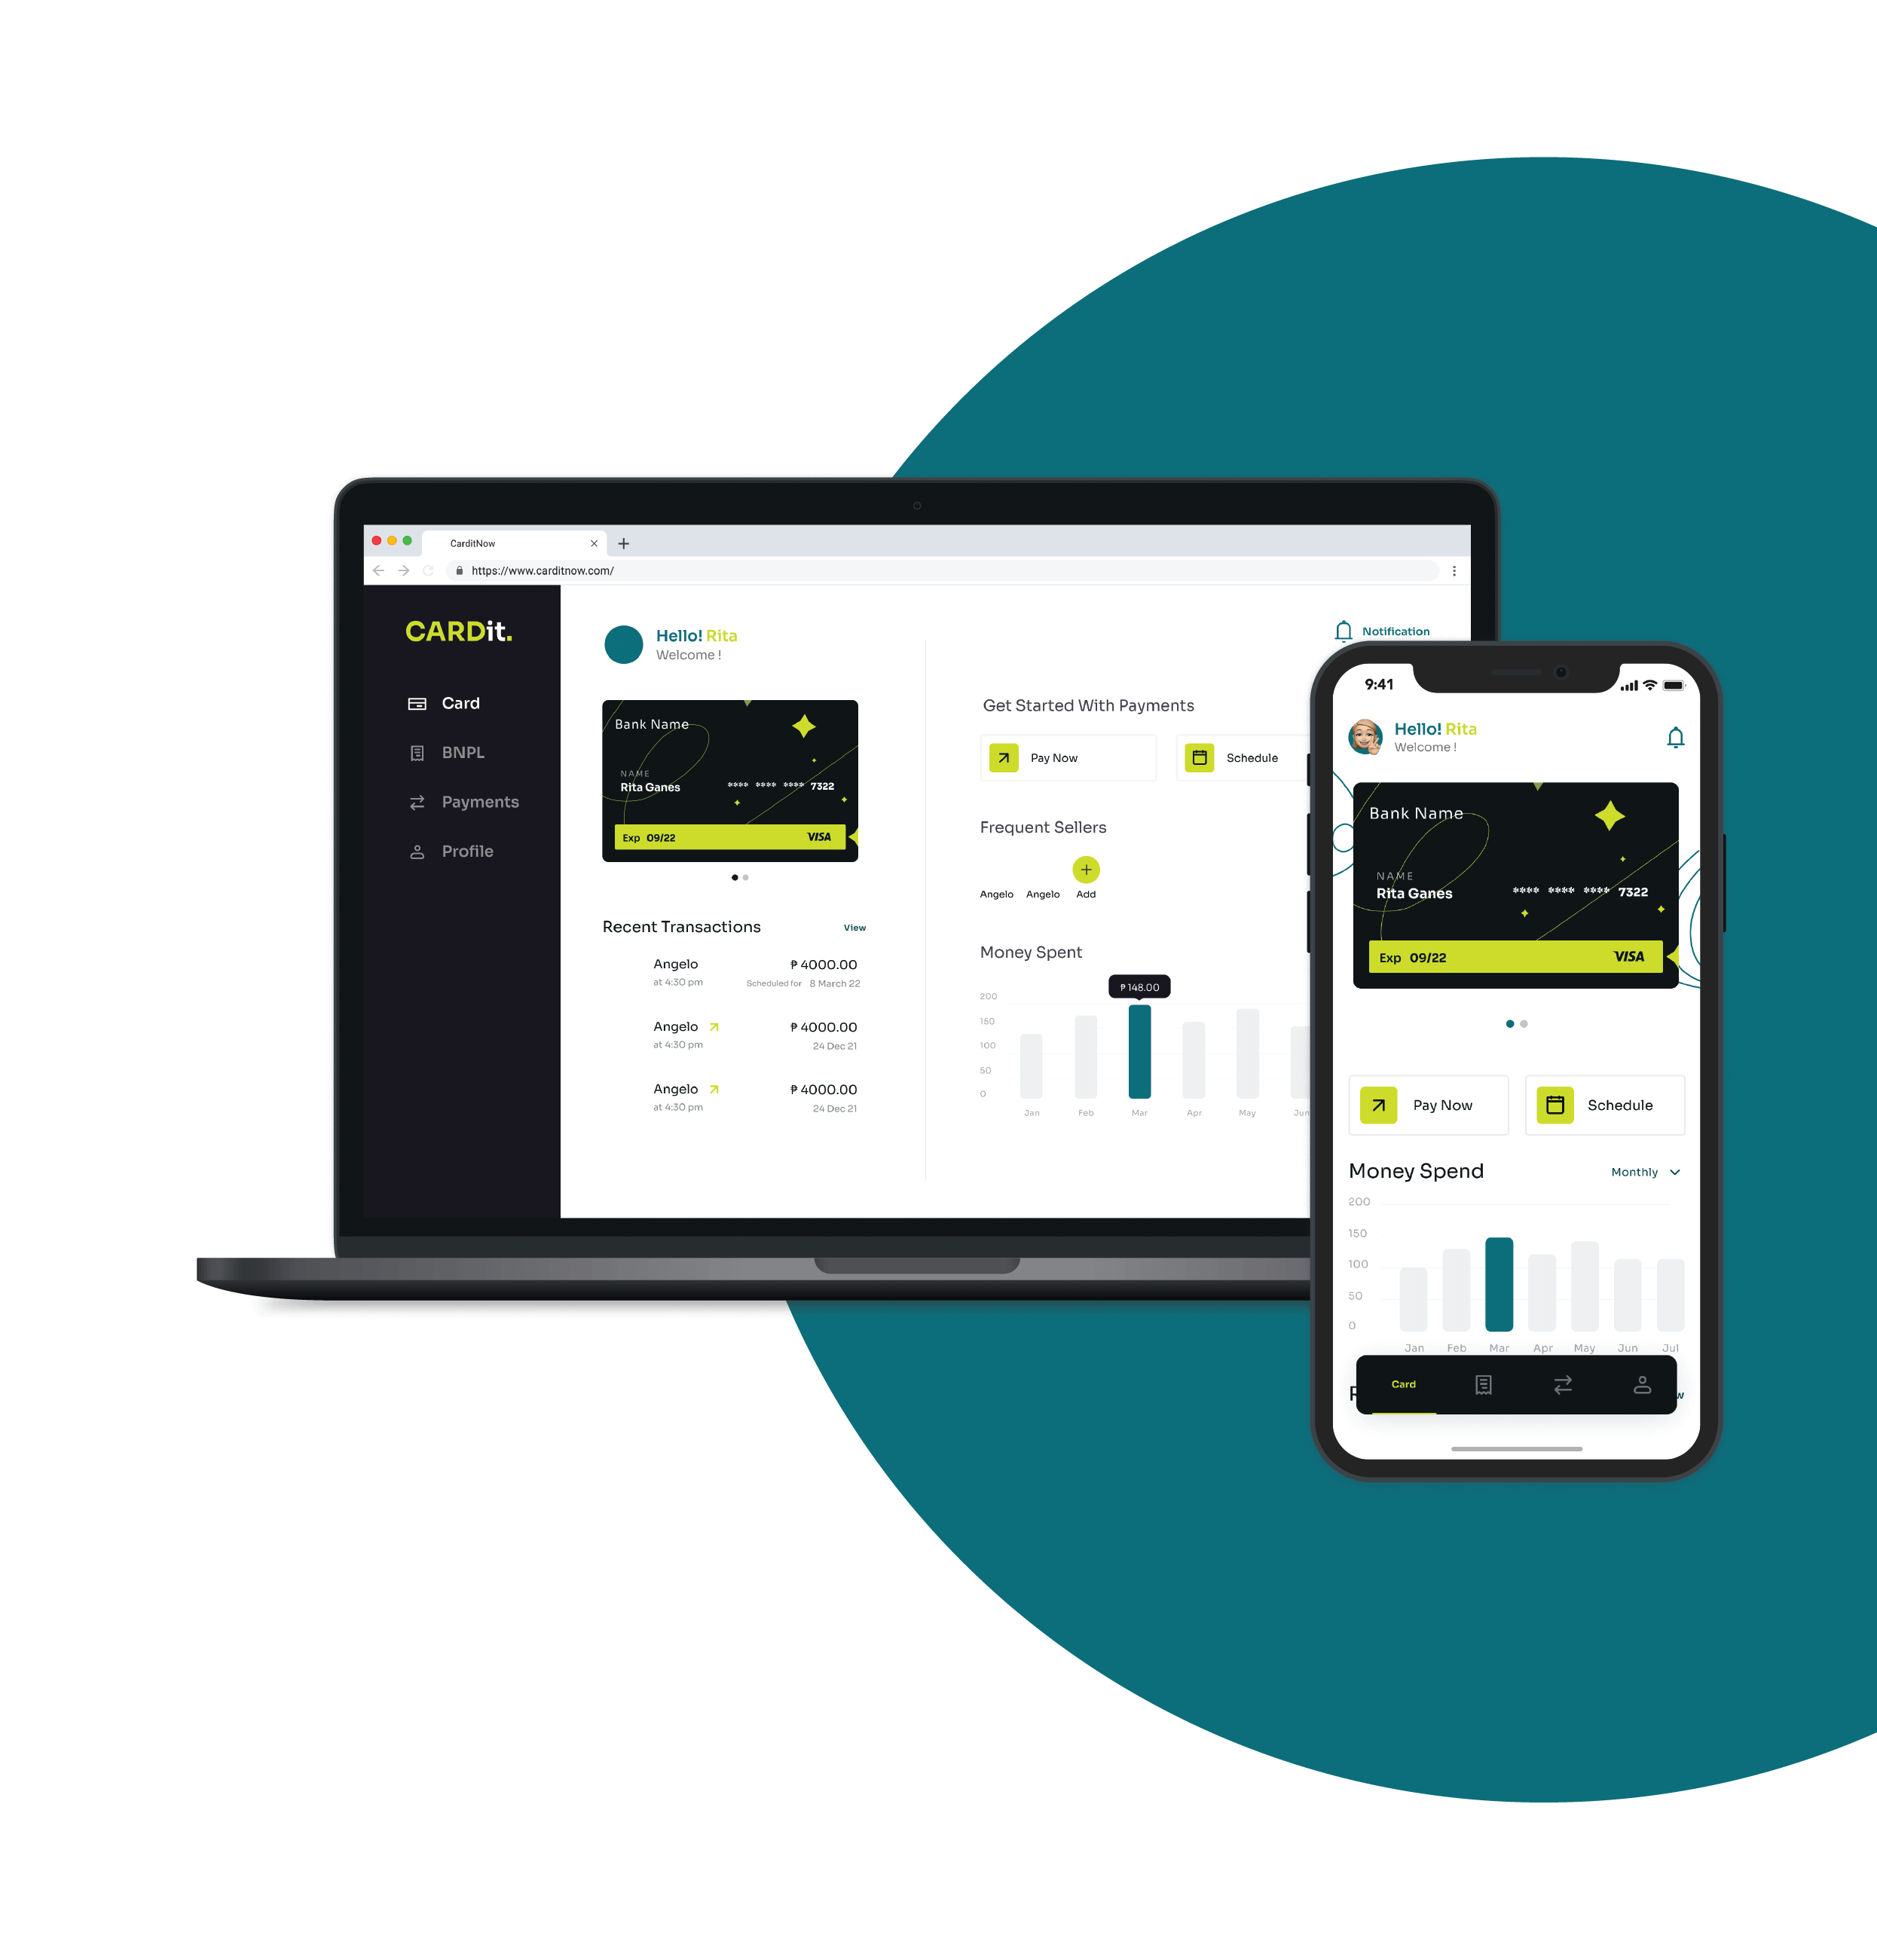 CarditNow
https://www.carditnow.com/
CARDit.
Card
BNPL
Payments
Profile
Hello! Rita
Welcome !
Bank Name
NAME
Rita Ganes
**** **** **** 7322
Exp 09/22
VISA
Recent Transactions
View
Angelo
₱ 4000.00
at 4:30 pm
Scheduled for 8 March 22
Angelo
₱ 4000.00
at 4:30 pm
24 Dec 21
Angelo
₱ 4000.00
at 4:30 pm
24 Dec 21
Notification
Get Started With Payments
Pay Now
Schedule
Frequent Sellers
Angelo
Angelo
Add
Money Spent
₱ 148.00
200
150
100
50
0
Jan
Feb
Mar
Apr
May
Jun
9:41
Hello! Rita
Welcome !
Bank Name
NAME
Rita Ganes
**** **** **** 7322
Exp 09/22
VISA
Pay Now
Schedule
Money Spend
Monthly
200
150
100
50
0
Jan
Feb
Mar
Apr
May
Jun
Jul
Card